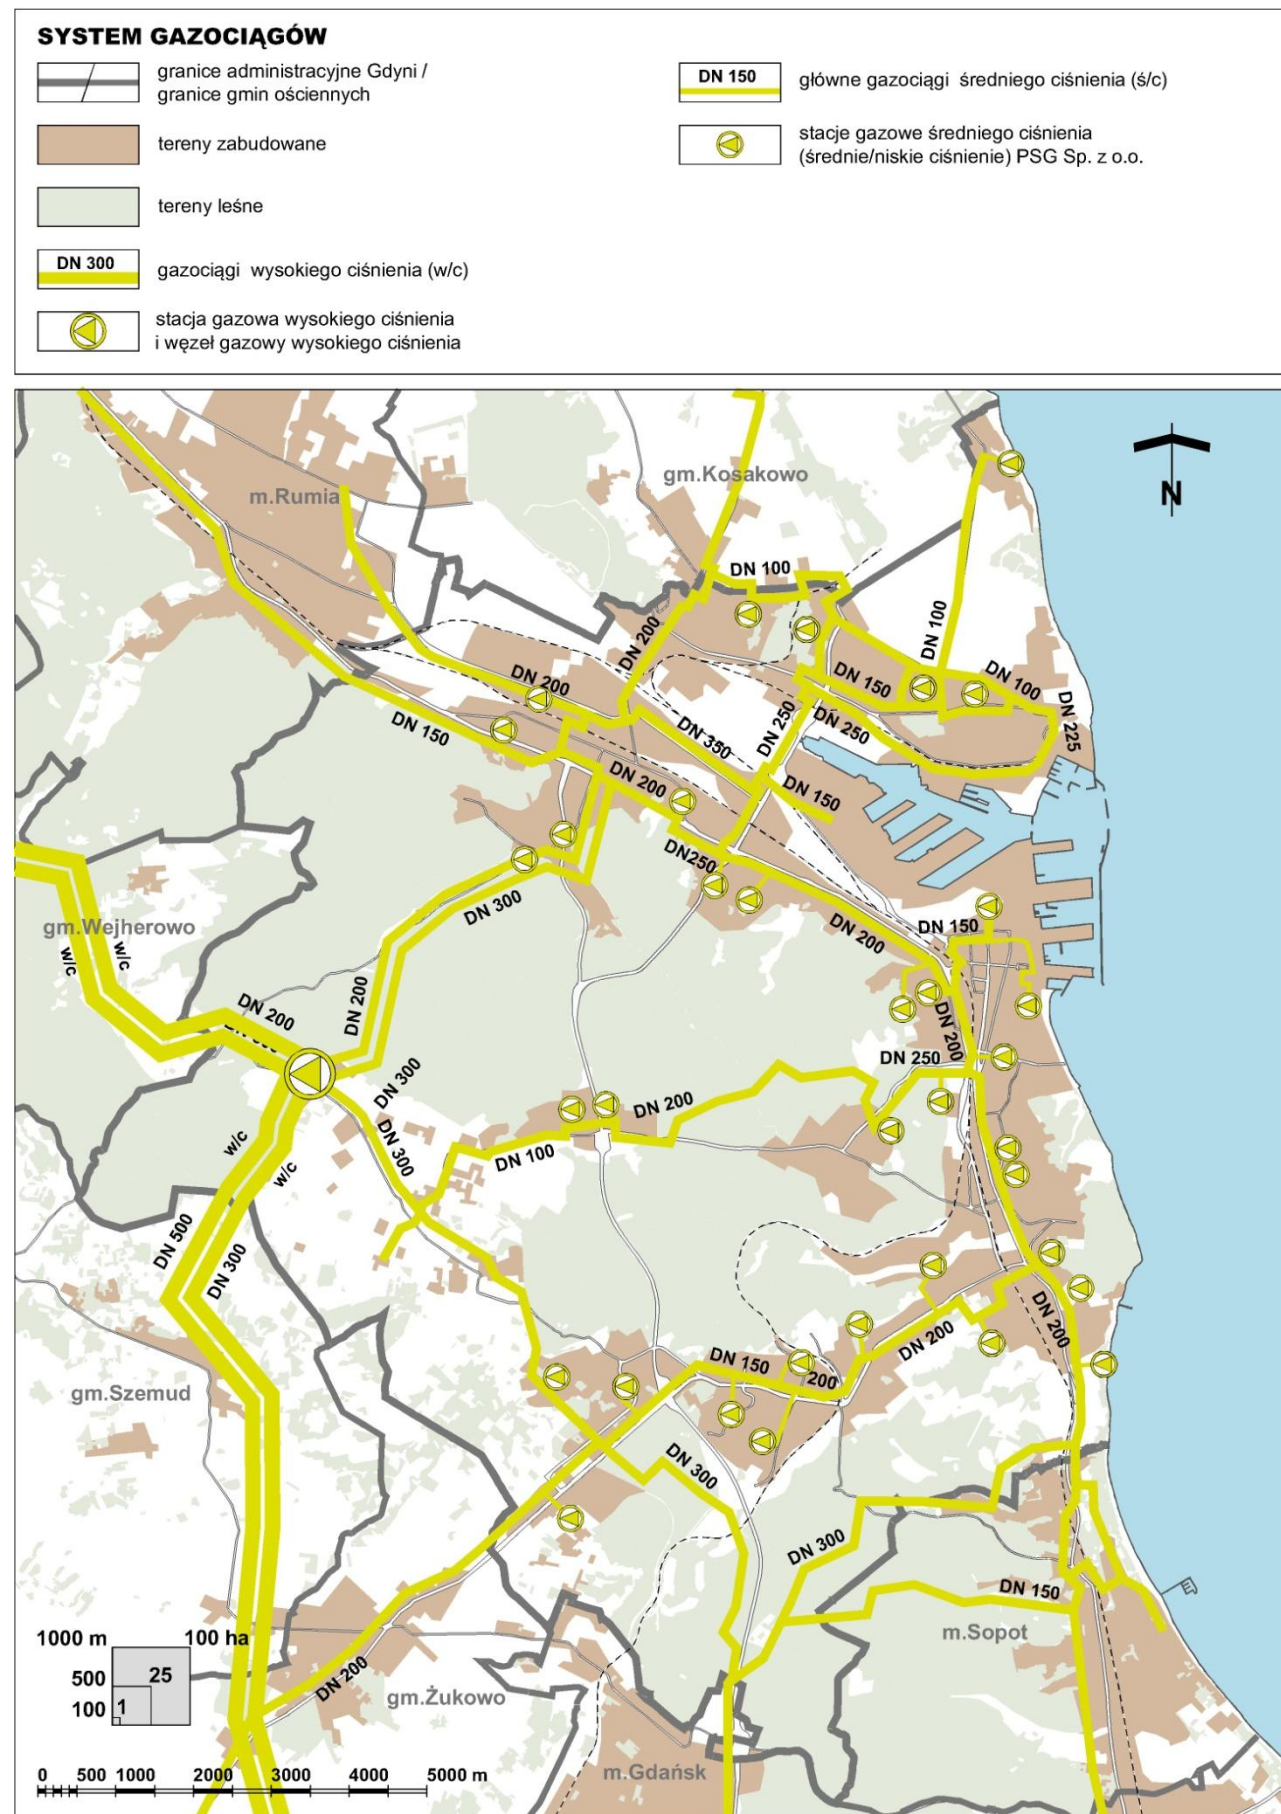 SYSTEM GAZOCIĄGÓW
granice administracyjne Gdyni /
granice gmin ościennych
tereny zabudowane
tereny leśne
DN 300
gazociągi wysokiego ciśnienia (w/c)
stacja gazowa wysokiego ciśnienia
i węzeł gazowy wysokiego ciśnienia
DN 150
główne gazociągi średniego ciśnienia (ś/c)
stacje gazowe średniego ciśnienia
(średnie/niskie ciśnienie) PSG Sp. z o.o.
gm.Kosakowo
m.Rumia
N
DN 100
DN 200
DN 100
DN 200
DN 150
DN 100
DN 150
DN 350
DN 250
DN 250
DN 225
DN 200
DN 150
DN250
DN 300
gm.Wejherowo
w/c
w/c
DN 200
DN 150
DN 200
DN 200
DN 200
DN 250
DN 300
DN 200
DN 300
DN 100
w/c
w/c
DN 500
DN 300
DN 200
DN 200
DN 150
200
gm.Szemud
DN 300
DN 300
DN 150
m.Sopot
1000 m
100 ha
500
25
100
1
DN 200
gm.Żukowo
m.Gdańsk
0
500
1000
2000
3000
4000
5000 m